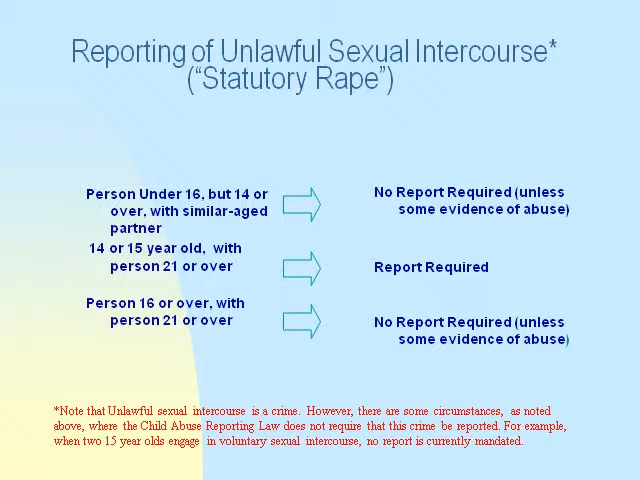 Reporting of Unlawful Sexual Intercourse*
(“Statutory Rape”)
Person Under 16, but 14 or
over, with similar-aged
partner
No Report Required (unless
some evidence of abuse)
14 or 15 year old, with
person 21 or over
Report Required
Person 16 or over, with
person 21 or over
No Report Required (unless
some evidence of abuse)
*Note that Unlawful sexual intercourse is a crime. However, there are some circumstances, as noted
above, where the Child Abuse Reporting Law does not require that this crime be reported. For example,
when two 15 year olds engage in voluntary sexual intercourse, no report is currently mandated.